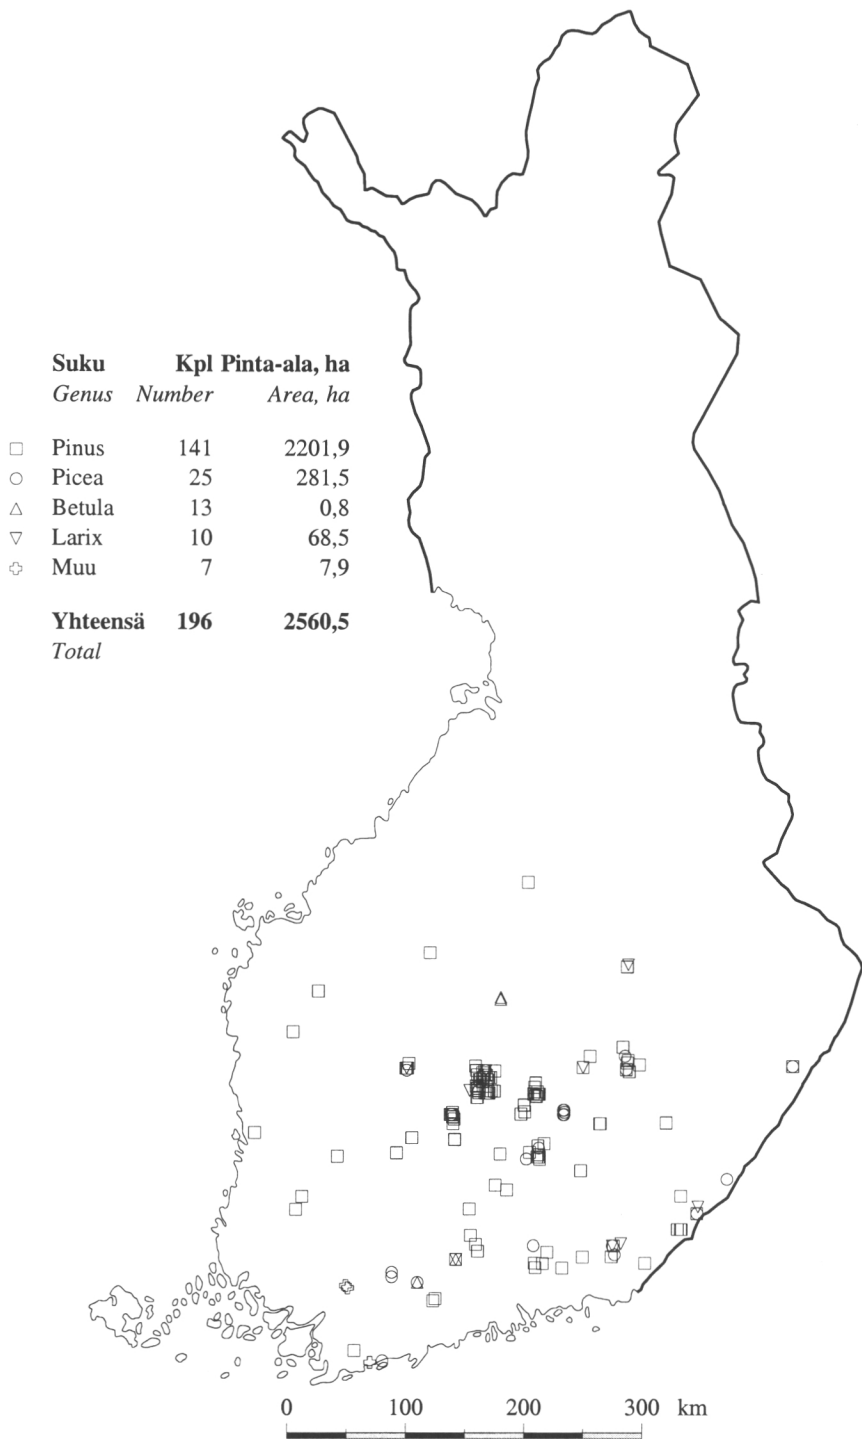 Suku Kpl Pinta-ala, ha
Genus Number Area, ha
Pinus 141 2201,9
Picea 25 281,5
Betula 13 0,8
Larix 10 68,5
Muu 7 7,9
Yhteensä 196 2560,5
Total
0 100 200 300 km